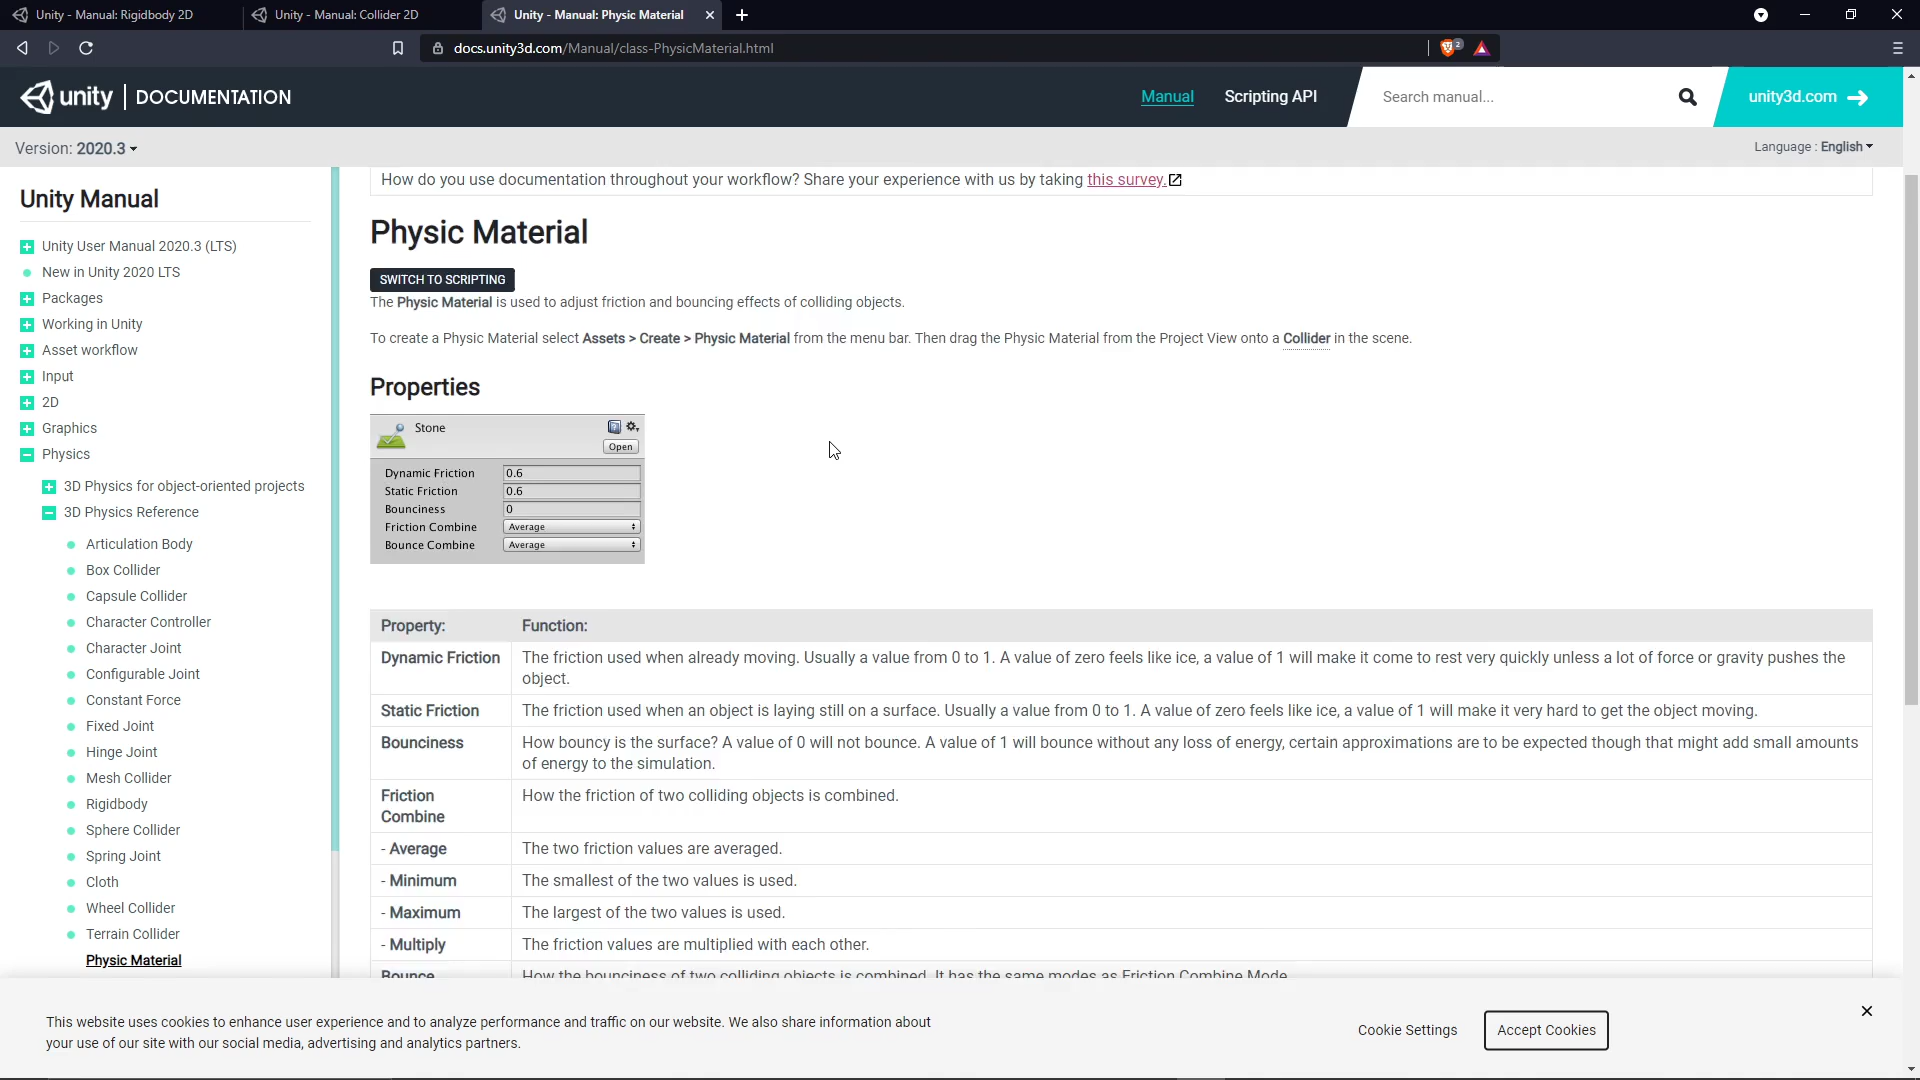 Unity - Manual: Rigidbody 2D
Unity - Manual: Collider 2D
Unity - Manual: Physic Material
docs.unity3d.com/Manual/class-PhysicMaterial.html
2
unity | DOCUMENTATION
Manual
Scripting API
Search manual...
unity3d.com
Version: 2020.3
Language : English
Unity Manual
Unity User Manual 2020.3 (LTS)
New in Unity 2020 LTS
Packages
Working in Unity
Asset workflow
Input
2D
Graphics
Physics
3D Physics for object-oriented projects
3D Physics Reference
Articulation Body
Box Collider
Capsule Collider
Character Controller
Character Joint
Configurable Joint
Constant Force
Fixed Joint
Hinge Joint
Mesh Collider
Rigidbody
Sphere Collider
Spring Joint
Cloth
Wheel Collider
Terrain Collider
Physic Material
How do you use documentation throughout your workflow? Share your experience with us by taking this survey.
Physic Material
SWITCH TO SCRIPTING
The Physic Material is used to adjust friction and bouncing effects of colliding objects.
To create a Physic Material select Assets > Create > Physic Material from the menu bar. Then drag the Physic Material from the Project View onto a Collider in the scene.
Properties
Stone
Open
Dynamic Friction 0.6
Static Friction 0.6
Bounciness 0
Friction Combine Average
Bounce Combine Average
Property: Function:
Dynamic Friction The friction used when already moving. Usually a value from 0 to 1. A value of zero feels like ice, a value of 1 will make it come to rest very quickly unless a lot of force or gravity pushes the
object.
Static Friction The friction used when an object is laying still on a surface. Usually a value from 0 to 1. A value of zero feels like ice, a value of 1 will make it very hard to get the object moving.
Bounciness How bouncy is the surface? A value of 0 will not bounce. A value of 1 will bounce without any loss of energy, certain approximations are to be expected though that might add small amounts
of energy to the simulation.
Friction How the friction of two colliding objects is combined.
Combine
- Average The two friction values are averaged.
- Minimum The smallest of the two values is used.
- Maximum The largest of the two values is used.
- Multiply The friction values are multiplied with each other.
Bounce How the bounciness of two colliding objects is combined. It has the same modes as Friction Combine Mode
This website uses cookies to enhance user experience and to analyze performance and traffic on our website. We also share information about
your use of our site with our social media, advertising and analytics partners.
Cookie Settings
Accept Cookies